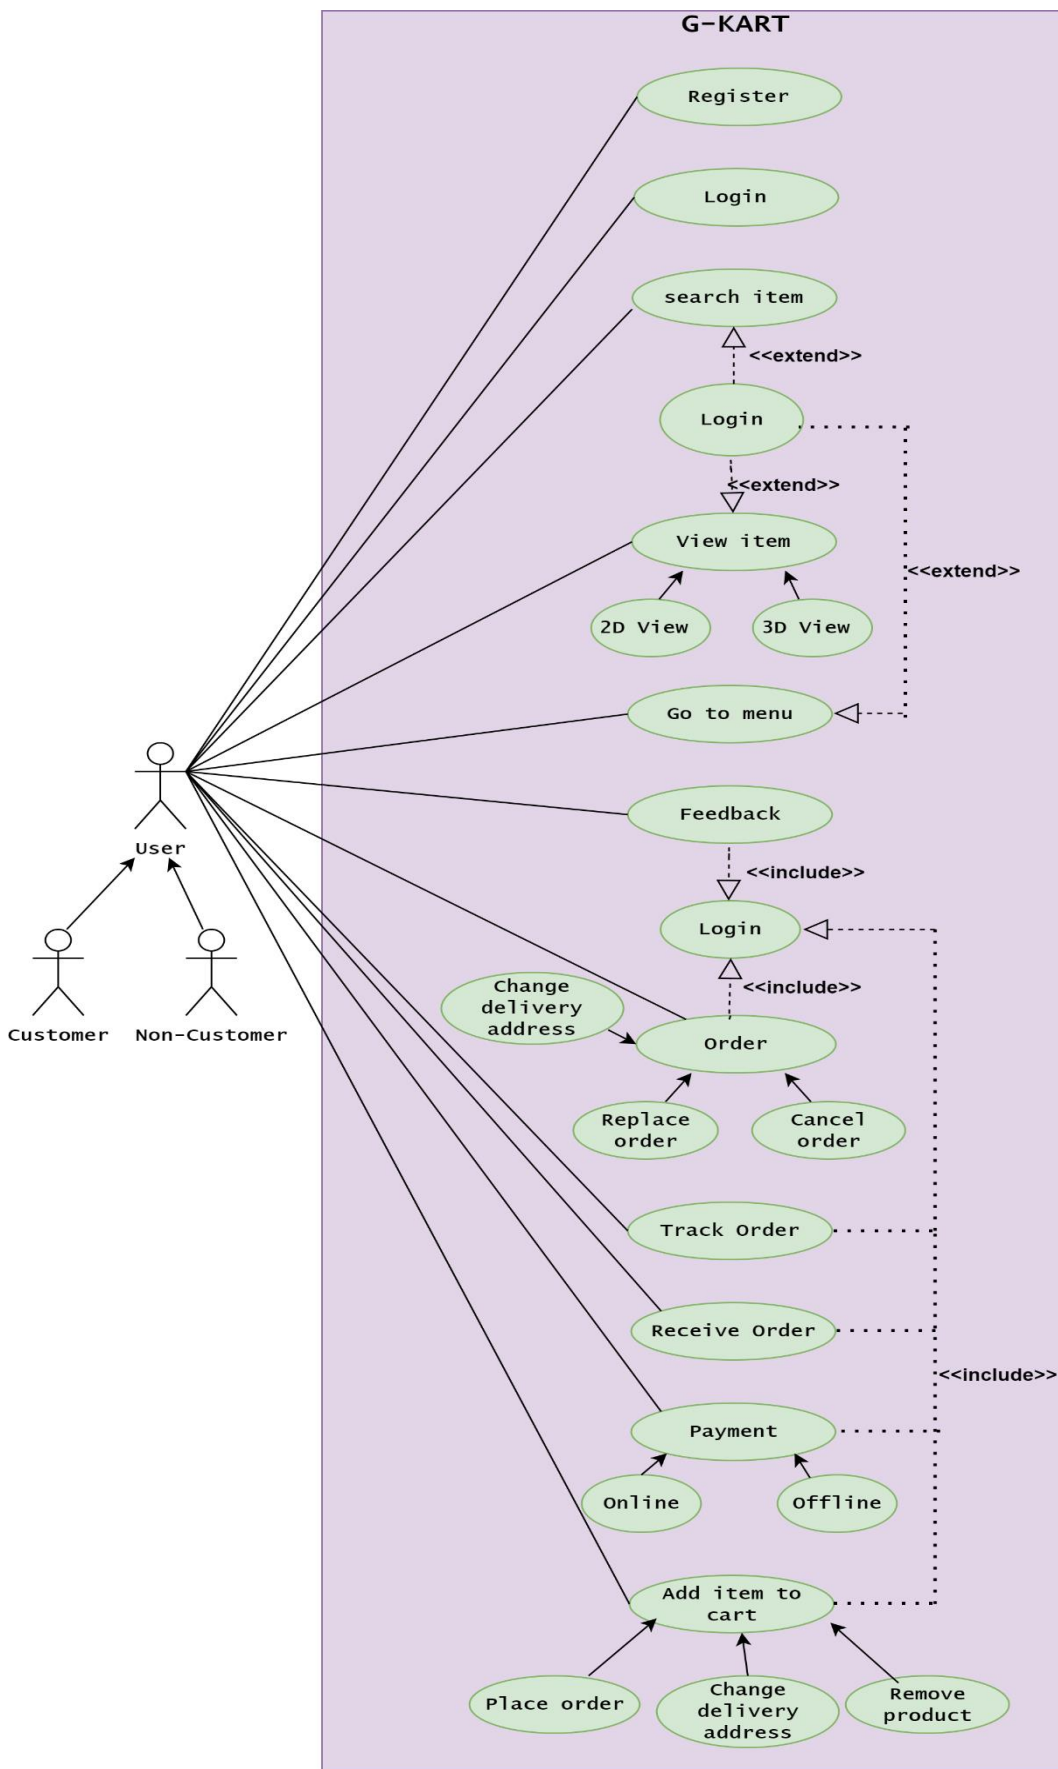 G-KART
Register
Login
search item
<<extend>>
Login
<<extend>>
View item
<<extend>>
2D View
3D View
Go to menu
Feedback
User
<<include>>
Login
Change
delivery
address
<<include>>
Customer
Non-Customer
Order
Replace
order
Cancel
order
Track Order
Receive Order
<<include>>
Payment
Online
Offline
Add item to
cart
Place order
Change
delivery
address
Remove
product